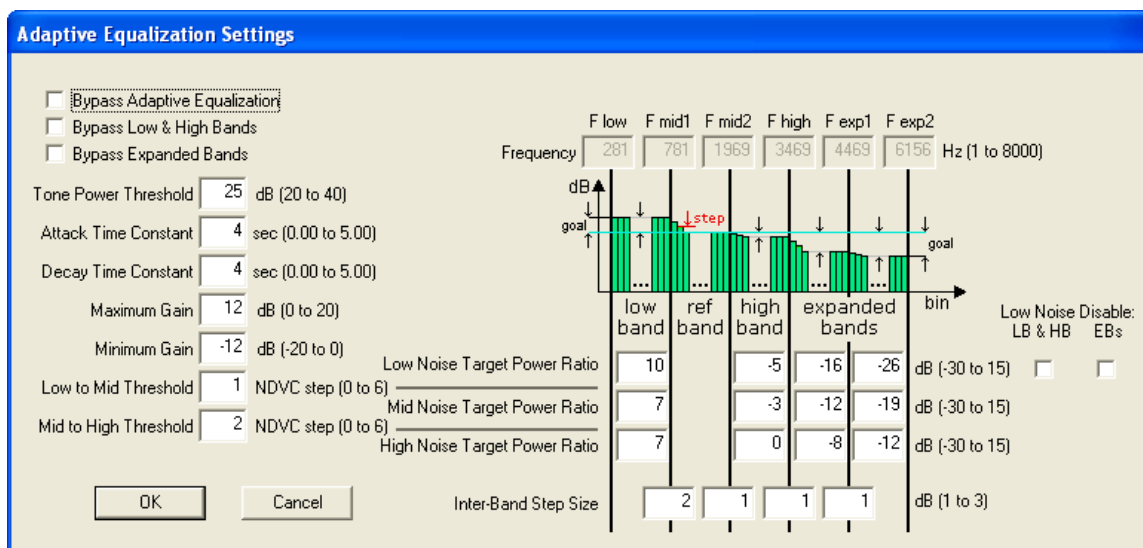 Adaptive Equalization Settings
Bypass Adaptive Equalization
Bypass Low & High Bands
Bypass Expanded Bands
F low F mid1 F mid2 F high F exp1 F exp2
Frequency 281 781 1969 3469 4469 6156 Hz (1 to 8000)
Tone Power Threshold 25 dB (20 to 40)
Attack Time Constant 4 sec (0.00 to 5.00)
Decay Time Constant 4 sec (0.00 to 5.00)
Maximum Gain 12 dB (0 to 20)
Minimum Gain -12 dB (-20 to 0)
Low to Mid Threshold 1 NDVC step (0 to 6)
Mid to High Threshold 2 NDVC step (0 to 6)
dB
goal
step
goal
... ... ... ...
bin
low band
ref band
high band
expanded bands
Low Noise Disable:
LB & HB EBs
Low Noise Target Power Ratio 10 -5 -16 -26 dB (-30 to 15)
Mid Noise Target Power Ratio 7 -3 -12 -19 dB (-30 to 15)
High Noise Target Power Ratio 7 0 -8 -12 dB (-30 to 15)
Inter-Band Step Size 2 1 1 1 dB (1 to 3)
OK Cancel